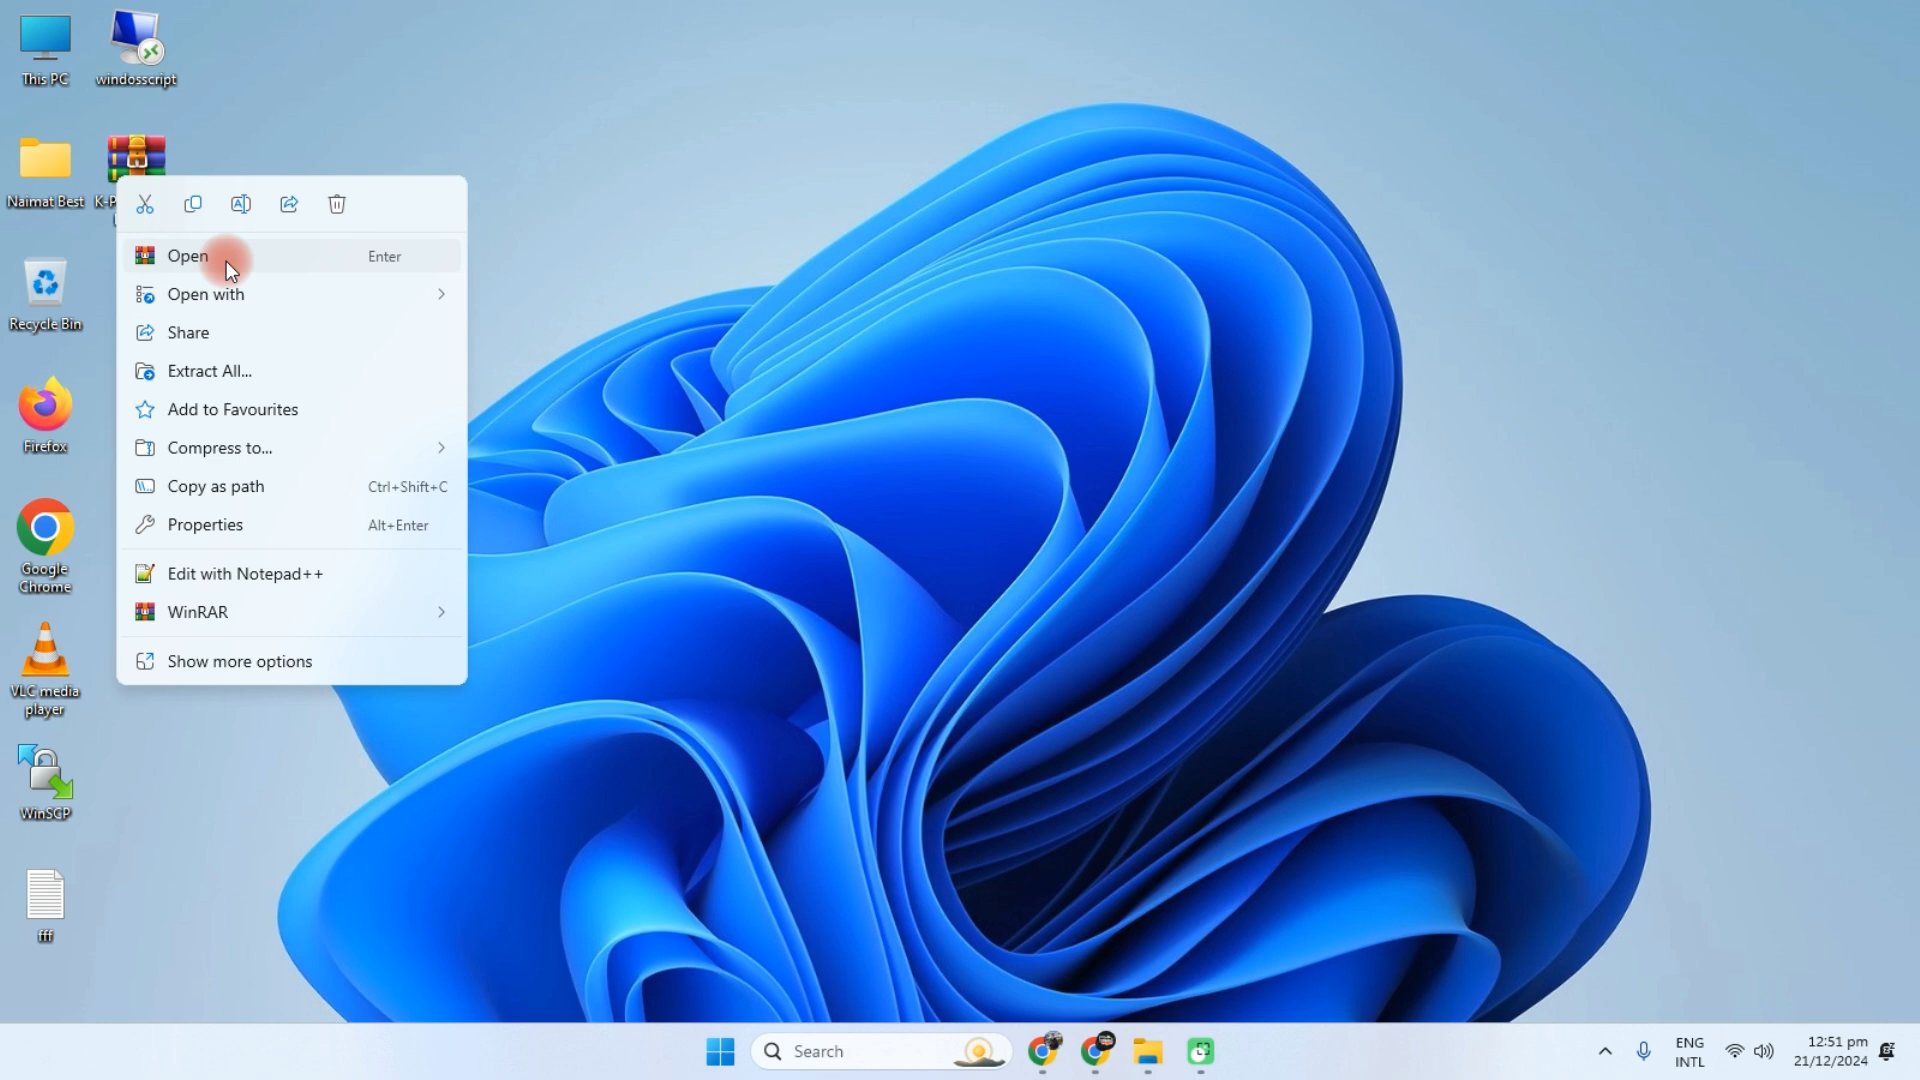 This PC
windosscript
Naimat Best
K-P
Recycle Bin
Firefox
Google
Chrome
VLC media
player
WinSCP
fff
Open Enter
Open with
Share
Extract All...
Add to Favourites
Compress to...
Copy as path Ctrl+Shift+C
Properties Alt+Enter
Edit with Notepad++
WinRAR
Show more options
Search
ENG
INTL
12:51 pm
21/12/2024